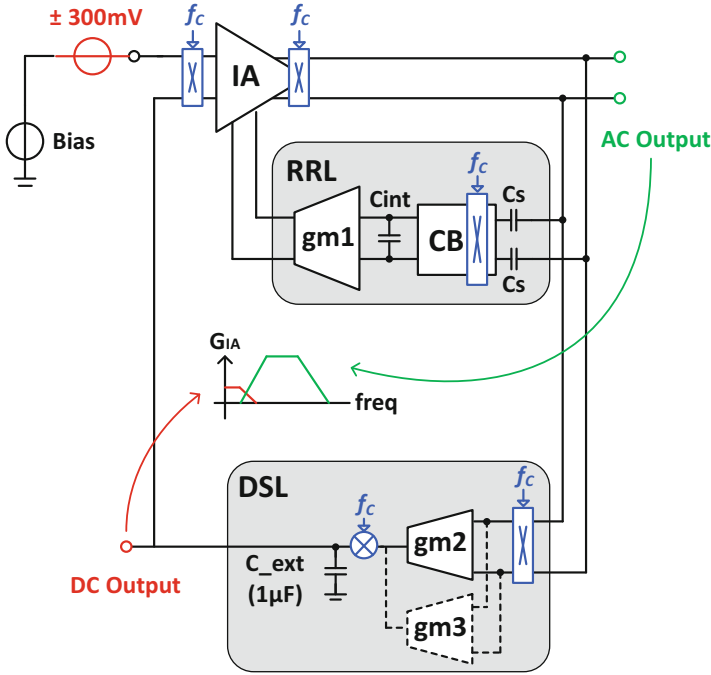 ± 300mV
fC
fC
IA
Bias
AC Output
RRL
fC
Cint
Cs
gm1
CB
Cs
GIA
freq
DSL
fC
fC
gm2
C_ext
(1µF)
DC Output
gm3